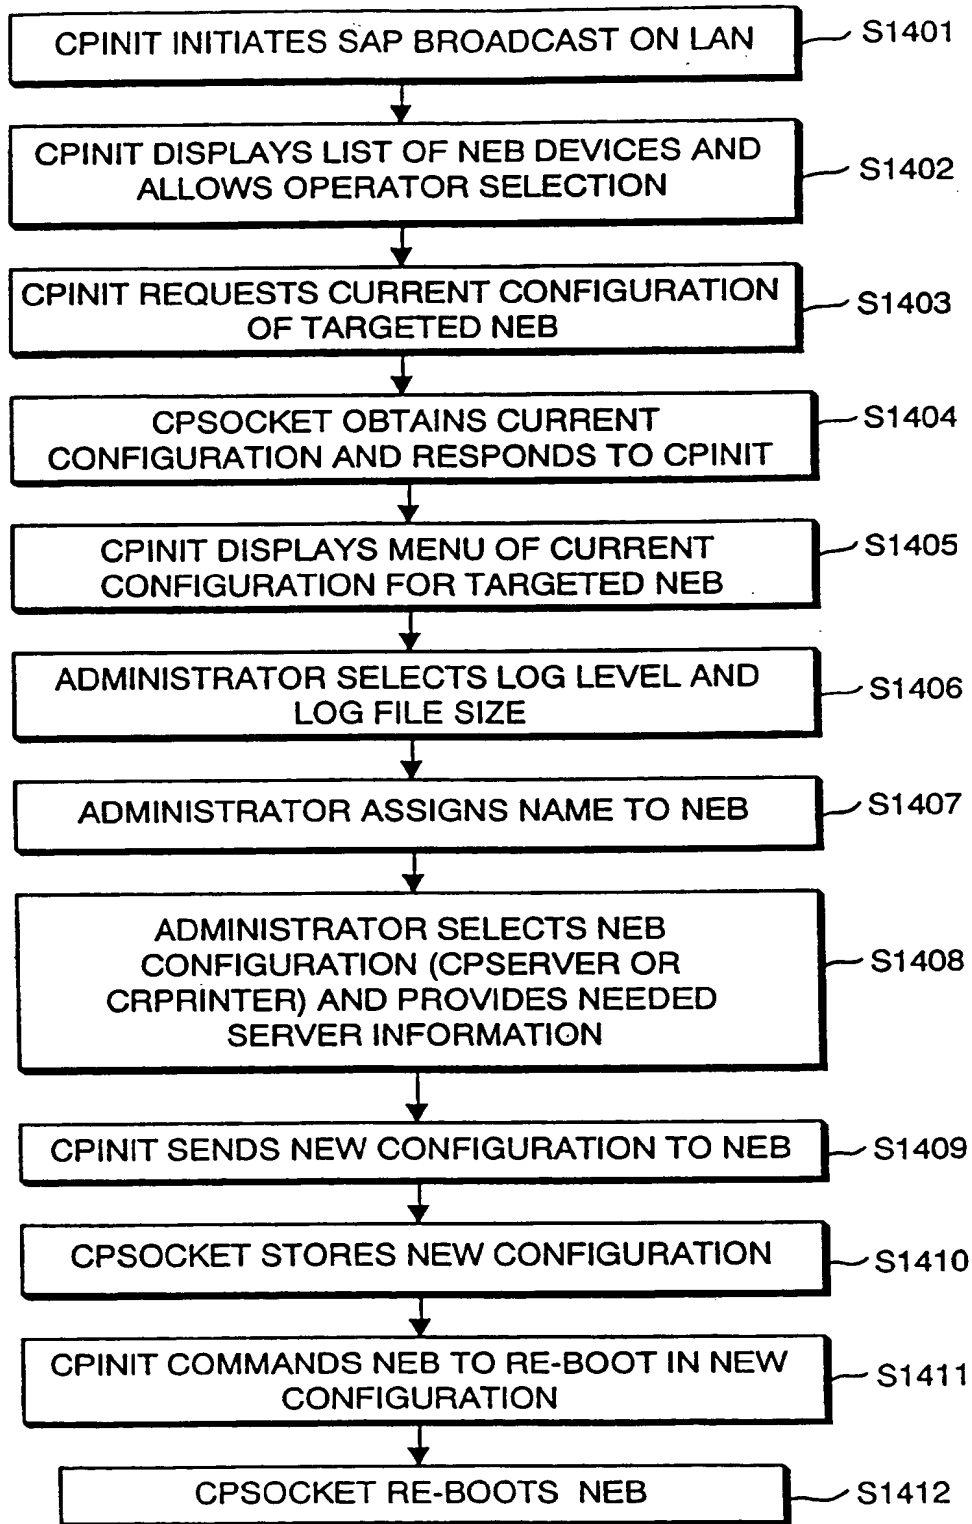 CPINIT INITIATES SAP BROADCAST ON LAN
S1401
CPINIT DISPLAYS LIST OF NEB DEVICES AND
ALLOWS OPERATOR SELECTION
S1402
CPINIT REQUESTS CURRENT CONFIGURATION
OF TARGETED NEB
S1403
CPSOCKET OBTAINS CURRENT
CONFIGURATION AND RESPONDS TO CPINIT
S1404
CPINIT DISPLAYS MENU OF CURRENT
CONFIGURATION FOR TARGETED NEB
S1405
ADMINISTRATOR SELECTS LOG LEVEL AND
LOG FILE SIZE
S1406
ADMINISTRATOR ASSIGNS NAME TO NEB
S1407
ADMINISTRATOR SELECTS NEB
CONFIGURATION (CPSERVER OR
CRPRINTER) AND PROVIDES NEEDED
SERVER INFORMATION
S1408
CPINIT SENDS NEW CONFIGURATION TO NEB
S1409
CPSOCKET STORES NEW CONFIGURATION
S1410
CPINIT COMMANDS NEB TO RE-BOOT IN NEW
CONFIGURATION
S1411
CPSOCKET RE-BOOTS NEB
S1412